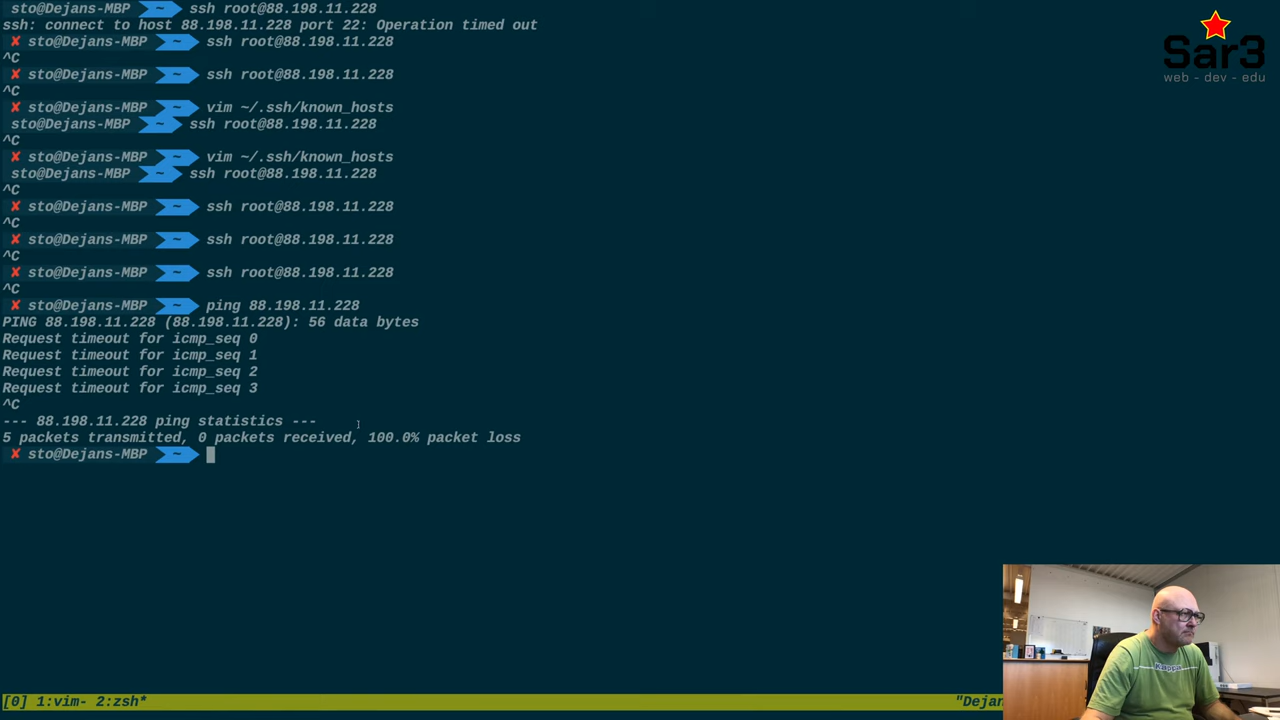 sto@Dejans-MBP ~ ssh root@88.198.11.228
ssh: connect to host 88.198.11.228 port 22: Operation timed out
✘ sto@Dejans-MBP ~ ssh root@88.198.11.228
^C
✘ sto@Dejans-MBP ~ ssh root@88.198.11.228
^C
✘ sto@Dejans-MBP ~ vim ~/.ssh/known_hosts
sto@Dejans-MBP ~ ssh root@88.198.11.228
^C
✘ sto@Dejans-MBP ~ vim ~/.ssh/known_hosts
sto@Dejans-MBP ~ ssh root@88.198.11.228
^C
✘ sto@Dejans-MBP ~ ssh root@88.198.11.228
^C
✘ sto@Dejans-MBP ~ ssh root@88.198.11.228
^C
✘ sto@Dejans-MBP ~ ssh root@88.198.11.228
^C
✘ sto@Dejans-MBP ~ ping 88.198.11.228
PING 88.198.11.228 (88.198.11.228): 56 data bytes
Request timeout for icmp_seq 0
Request timeout for icmp_seq 1
Request timeout for icmp_seq 2
Request timeout for icmp_seq 3
^C
--- 88.198.11.228 ping statistics ---
5 packets transmitted, 0 packets received, 100.0% packet loss
✘ sto@Dejans-MBP ~
[0] 1:vim- 2:zsh* "Dejan
Sar3
web - dev - edu
Kappa